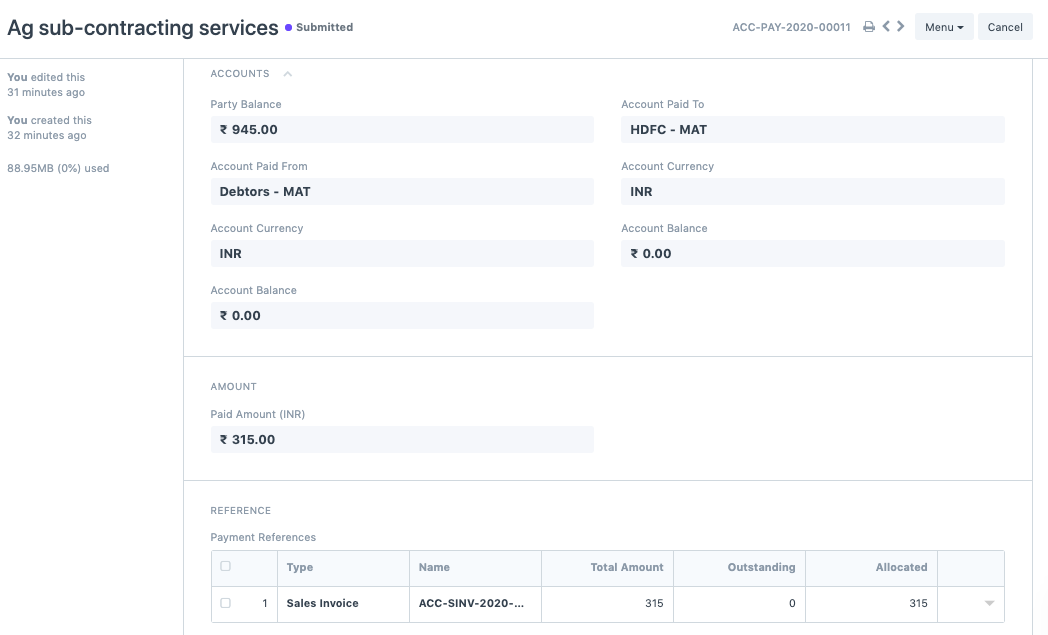 Ag sub-contracting services Submitted ACC-PAY-2020-00011 Menu Cancel
You edited this
31 minutes ago
You created this
32 minutes ago
88.95MB (0%) used
ACCOUNTS
Party Balance
₹ 945.00
Account Paid From
Debtors - MAT
Account Currency
INR
Account Balance
₹ 0.00
Account Paid To
HDFC - MAT
Account Currency
INR
Account Balance
₹ 0.00
AMOUNT
Paid Amount (INR)
₹ 315.00
REFERENCE
Payment References
Type Name Total Amount Outstanding Allocated
1 Sales Invoice ACC-SINV-2020-... 315 0 315